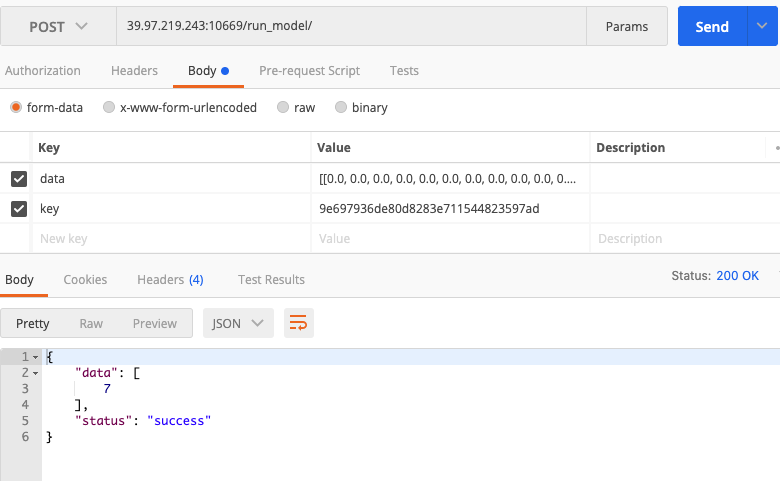 POST 39.97.219.243:10669/run_model/ Params Send
Authorization Headers Body Pre-request Script Tests
form-data x-www-form-urlencoded raw binary
Key Value Description
data [[0.0, 0.0, 0.0, 0.0, 0.0, 0.0, 0.0, 0.0, 0.0, 0.0, 0....
key 9e697936de80d8283e711544823597ad
New key Value Description
Body Cookies Headers (4) Test Results Status: 200 OK
Pretty Raw Preview JSON
1 {
2 "data": [
3 7
4 ],
5 "status": "success"
6 }